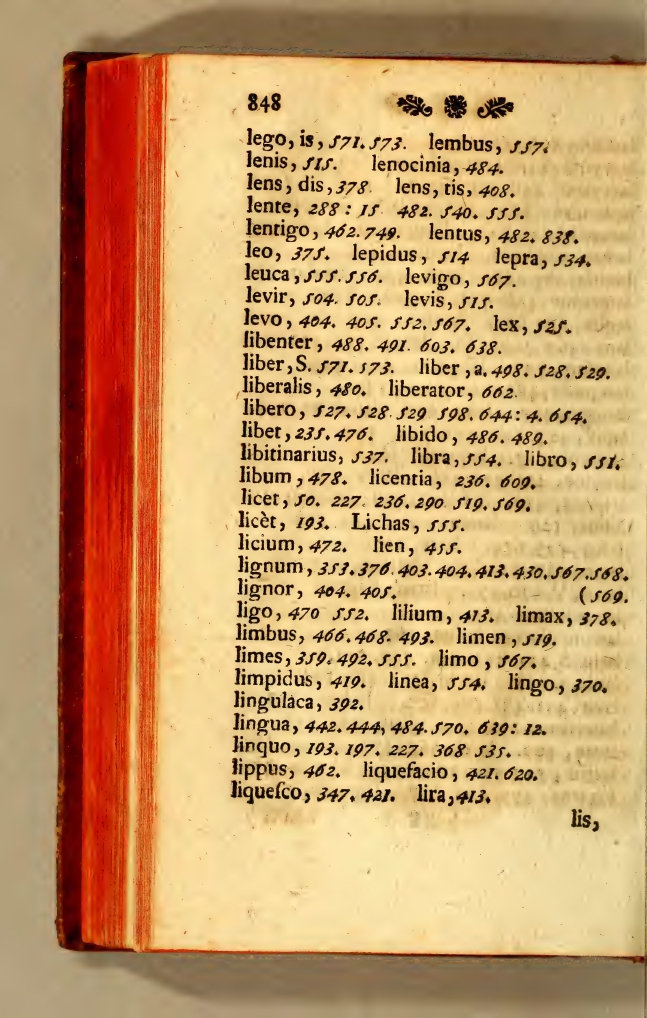 848
lego, is, 571. 573. lembus, 557.
lenis, 515. lenocinia, 484.
lens, dis, 378 lens, tis, 408.
lente, 288: 15 482. 540. 555.
lentigo, 462. 749. lentus, 482. 838.
leo, 375. lepidus, 514 lepra, 534.
leuca, 555. 556. levigo, 567.
levir, 504. 505. levis, 515.
levo, 404. 405. 552. 567. lex, 525.
libenter, 488. 491. 603. 638.
liber, S. 571. 573. liber, a. 498. 528. 529.
liberalis, 480. liberator, 662.
libero, 527. 528 529 598. 644: 4. 654.
libet, 235. 476. libido, 486. 489.
libitinarius, 537. libra, 554. libro, 551.
libum, 478. licentia, 236. 609.
licet, 50. 227. 236. 290 519. 569.
licèt, 193. Lichas, 555.
licium, 472. lien, 455.
lignum, 353. 376. 403. 404. 413. 430. 567. 568.
lignor, 404. 405. (569.
ligo, 470 552. lilium, 413. limax, 378.
limbus, 466. 468. 493. limen, 519.
limes, 359. 492. 555. limo, 567.
limpidus, 419. linea, 554. lingo, 370.
lingulàca, 392.
lingua, 442. 444, 484. 570. 639: 12.
linquo, 193. 197. 227. 368 535.
lippus, 462. liquefacio, 421. 620.
liqueſco, 347. 421. lira, 413.
lis,